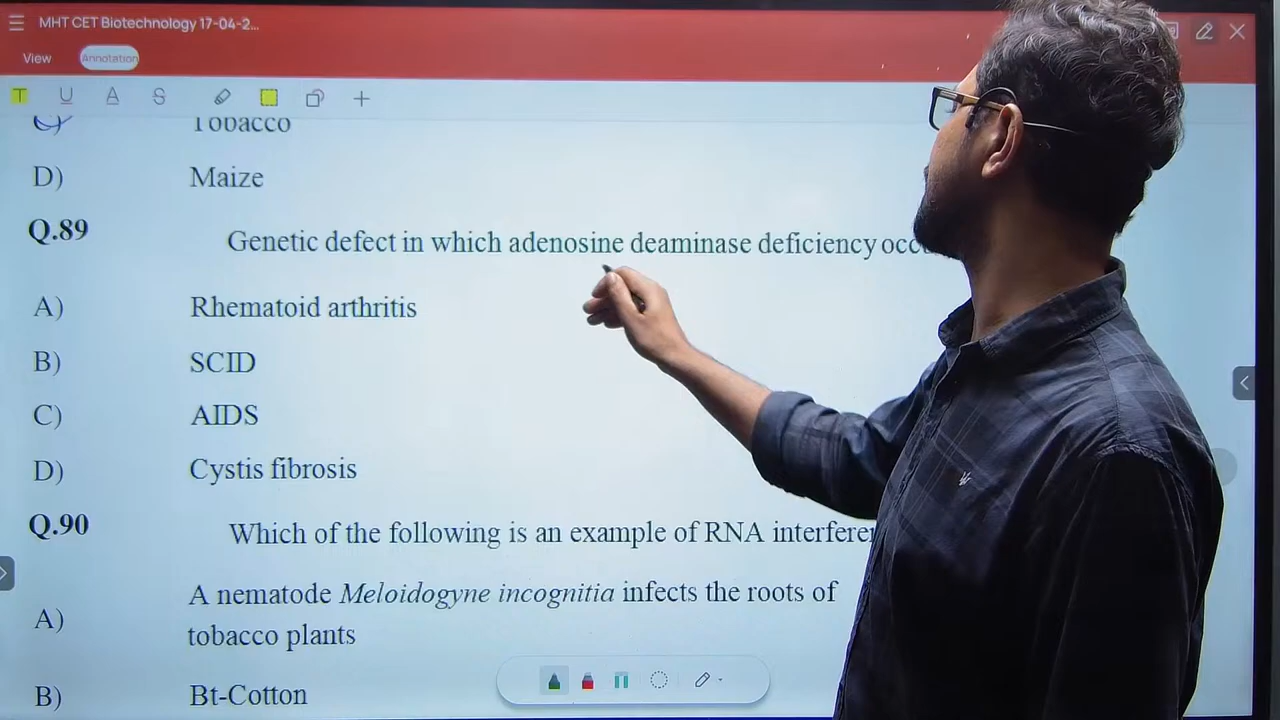 MHT CET Biotechnology 17-04-2...
View Annotation
Tobacco
D) Maize
Q.89 Genetic defect in which adenosine deaminase deficiency
A) Rhematoid arthritis
B) SCID
C) AIDS
D) Cystis fibrosis
Q.90 Which of the following is an example of RNA
A) A nematode Meloidogyne incognitia infects the roots of
tobacco plants
B) Bt-Cotton